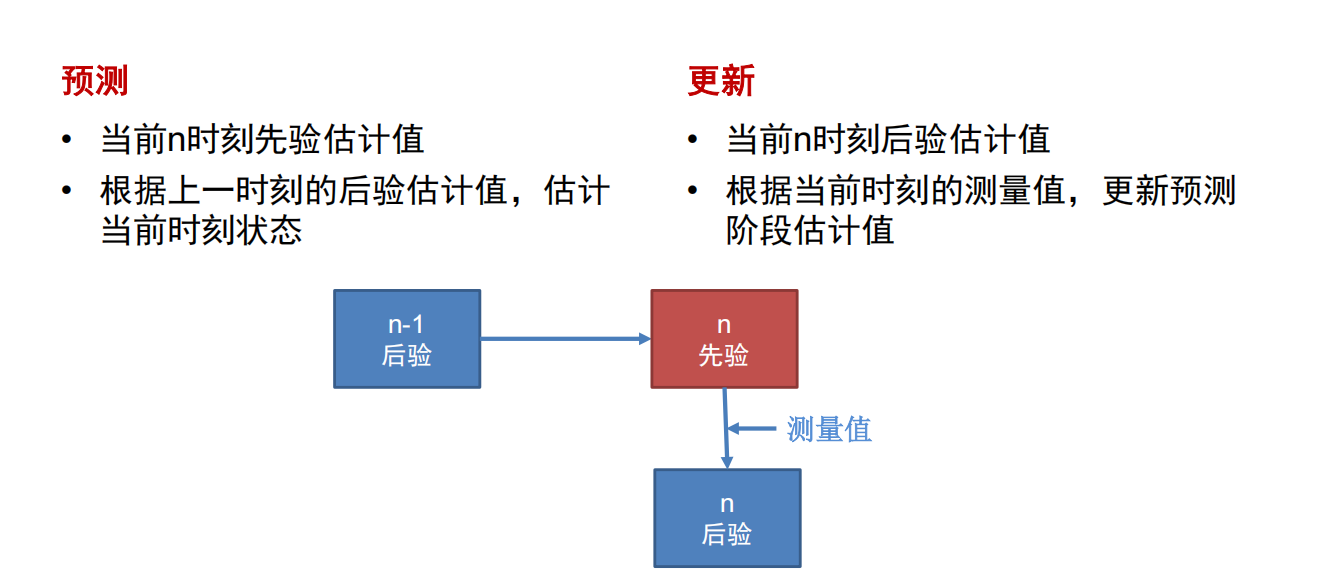 预测
• 当前n时刻先验估计值
• 根据上一时刻的后验估计值，估计
当前时刻状态
更新
• 当前n时刻后验估计值
• 根据当前时刻的测量值，更新预测
阶段估计值
n-1
后验
n
先验
测量值
n
后验